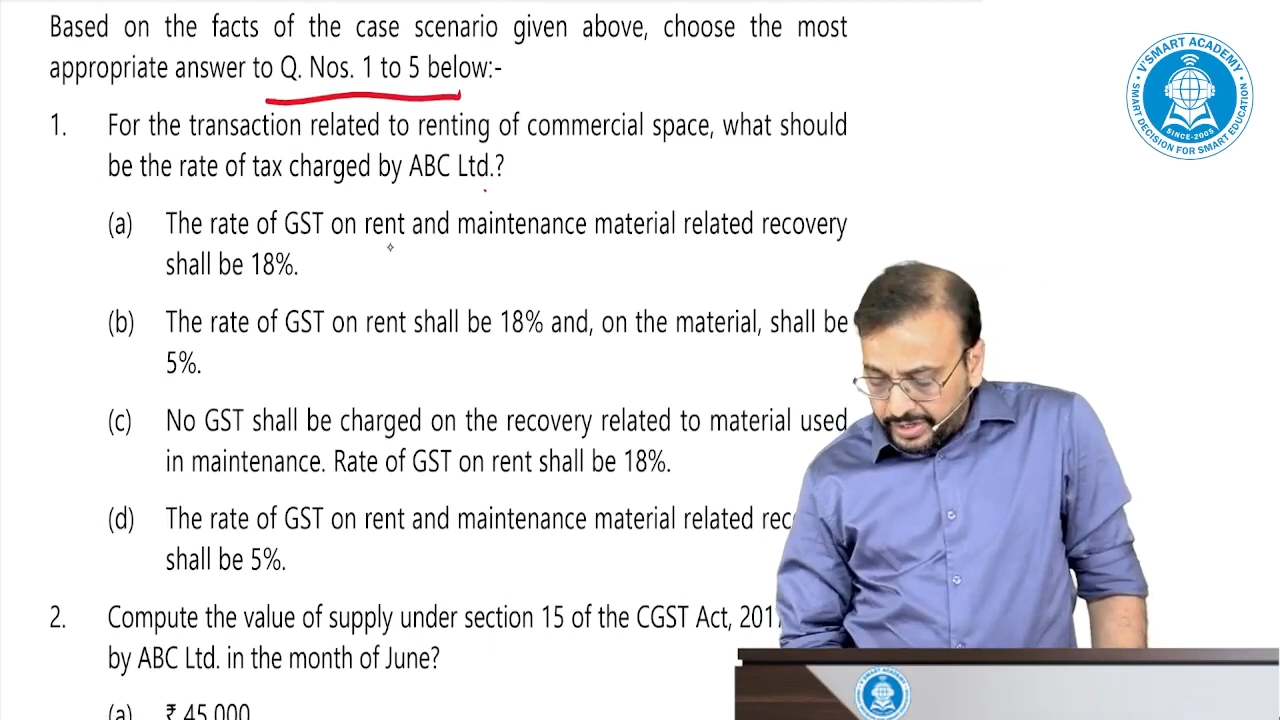 Based on the facts of the case scenario given above, choose the most
appropriate answer to Q. Nos. 1 to 5 below:-
1. For the transaction related to renting of commercial space, what should
be the rate of tax charged by ABC Ltd.?
(a) The rate of GST on rent and maintenance material related recovery
shall be 18%.
(b) The rate of GST on rent shall be 18% and, on the material, shall be
5%.
(c) No GST shall be charged on the recovery related to material used
in maintenance. Rate of GST on rent shall be 18%.
(d) The rate of GST on rent and maintenance material related rec
shall be 5%.
2. Compute the value of supply under section 15 of the CGST Act, 201
by ABC Ltd. in the month of June?
(a) ₹ 45,000
V'SMART ACADEMY
SINCE-2005
SMART DECISION FOR SMART EDUCATION